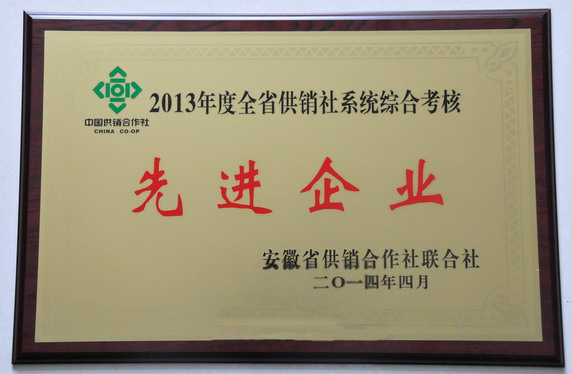 中国供销合作社
CHINA CO-OP
2013年度全省供销社系统综合考核
先进企业
安徽省供销合作社联合社
二〇一四年四月